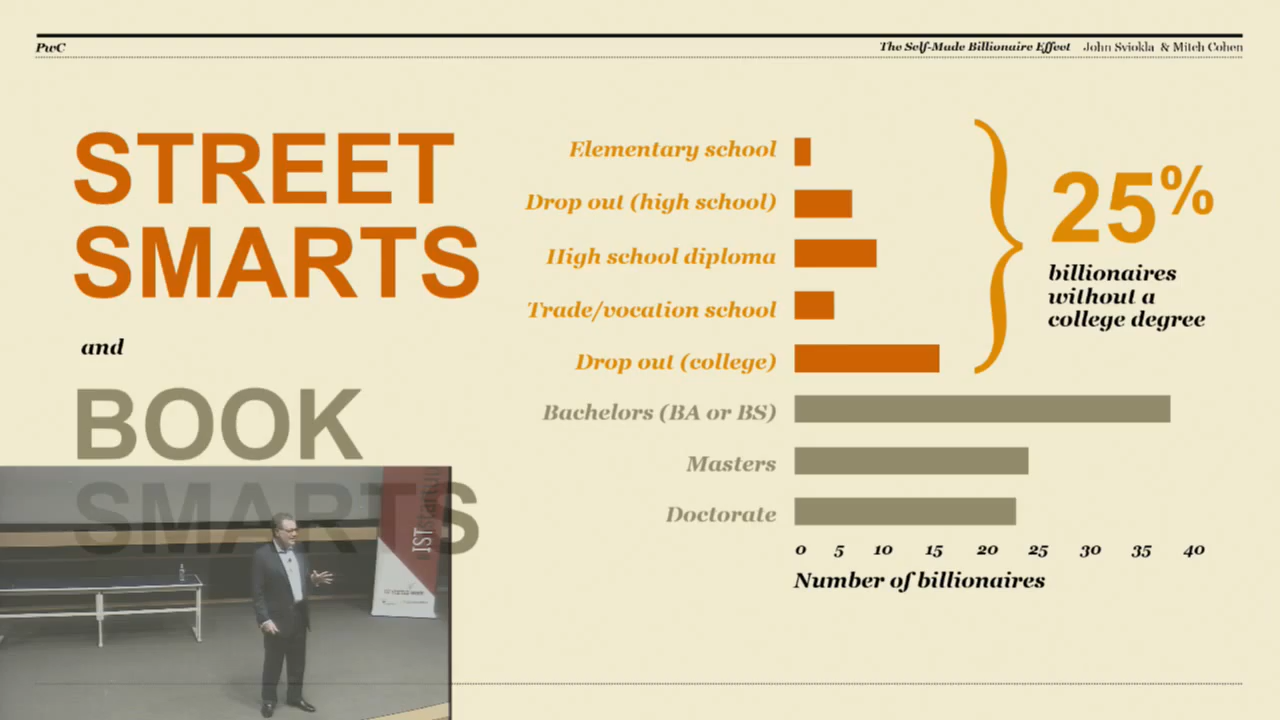 PwC
The Self-Made Billionaire Effect John Sviokla & Mitch Cohen
STREET
SMARTS
and
BOOK
SMARTS
Elementary school
Drop out (high school)
High school diploma
Trade/vocation school
Drop out (college)
Bachelors (BA or BS)
Masters
Doctorate
0 5 10 15 20 25 30 35 40
Number of billionaires
25%
billionaires
without a
college degree
IST startup